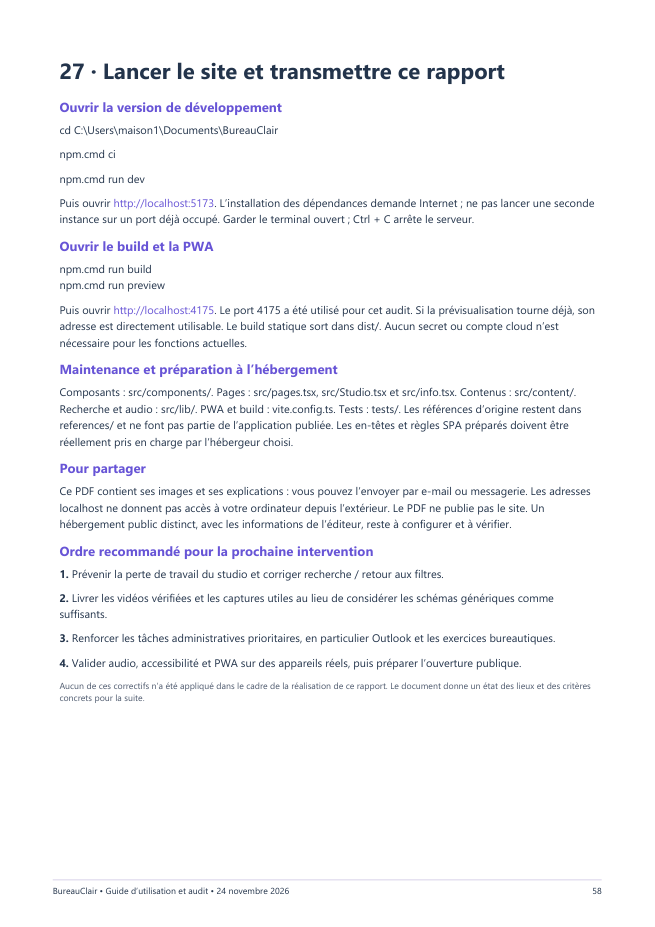 27 · Lancer le site et transmettre ce rapport
Ouvrir la version de développement
cd C:\Users\maison1\Documents\BureauClair
npm.cmd ci
npm.cmd run dev
Puis ouvrir http://localhost:5173. L’installation des dépendances demande Internet ; ne pas lancer une seconde
instance sur un port déjà occupé. Garder le terminal ouvert ; Ctrl + C arrête le serveur.
Ouvrir le build et la PWA
npm.cmd run build
npm.cmd run preview
Puis ouvrir http://localhost:4175. Le port 4175 a été utilisé pour cet audit. Si la prévisualisation tourne déjà, son
adresse est directement utilisable. Le build statique sort dans dist/. Aucun secret ou compte cloud n’est
nécessaire pour les fonctions actuelles.
Maintenance et préparation à l’hébergement
Composants : src/components/. Pages : src/pages.tsx, src/Studio.tsx et src/info.tsx. Contenus : src/content/.
Recherche et audio : src/lib/. PWA et build : vite.config.ts. Tests : tests/. Les références d’origine restent dans
references/ et ne font pas partie de l’application publiée. Les en-têtes et règles SPA préparés doivent être
réellement pris en charge par l’hébergeur choisi.
Pour partager
Ce PDF contient ses images et ses explications : vous pouvez l’envoyer par e-mail ou messagerie. Les adresses
localhost ne donnent pas accès à votre ordinateur depuis l’extérieur. Le PDF ne publie pas le site. Un
hébergement public distinct, avec les informations de l’éditeur, reste à configurer et à vérifier.
Ordre recommandé pour la prochaine intervention
1. Prévenir la perte de travail du studio et corriger recherche / retour aux filtres.
2. Livrer les vidéos vérifiées et les captures utiles au lieu de considérer les schémas génériques comme
suffisants.
3. Renforcer les tâches administratives prioritaires, en particulier Outlook et les exercices bureautiques.
4. Valider audio, accessibilité et PWA sur des appareils réels, puis préparer l’ouverture publique.
Aucun de ces correctifs n’a été appliqué dans le cadre de la réalisation de ce rapport. Le document donne un état des lieux et des critères
concrets pour la suite.
BureauClair • Guide d’utilisation et audit • 24 novembre 2026
58